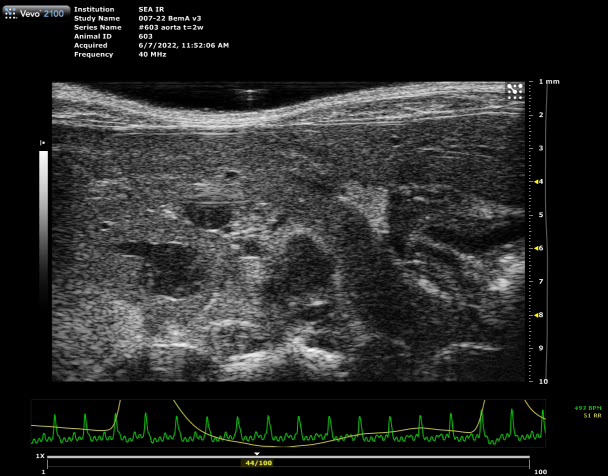 Vevo 2100
Institution SEA IR
Study Name 007-22 BemA v3
Series Name #603 aorta t=2w
Animal ID 603
Acquired 6/7/2022, 11:52:06 AM
Frequency 40 MHz
1 mm
2
3
4
5
6
7
8
9
10
492 BPM
51 RR
1X
44/100
1
100